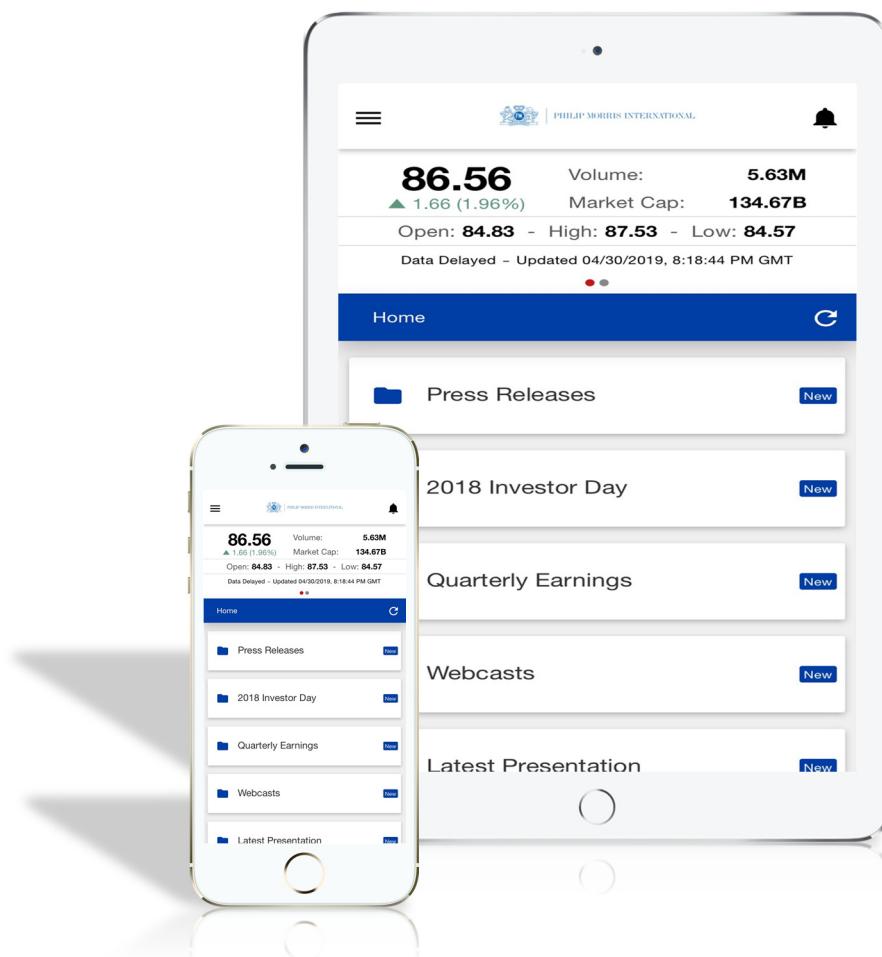 PHILIP MORRIS INTERNATIONAL
86.56 Volume: 5.63M
▲ 1.66 (1.96%) Market Cap: 134.67B
Open: 84.83 - High: 87.53 - Low: 84.57
Data Delayed - Updated 04/30/2019, 8:18:44 PM GMT
Home
Press Releases New
2018 Investor Day New
Quarterly Earnings New
Webcasts New
Latest Presentation New
PHILIP MORRIS INTERNATIONAL
86.56 Volume: 5.63M
▲ 1.66 (1.96%) Market Cap: 134.67B
Open: 84.83 - High: 87.53 - Low: 84.57
Data Delayed - Updated 04/30/2019, 8:18:44 PM GMT
Home
Press Releases New
2018 Investor Day New
Quarterly Earnings New
Webcasts New
Latest Presentation New